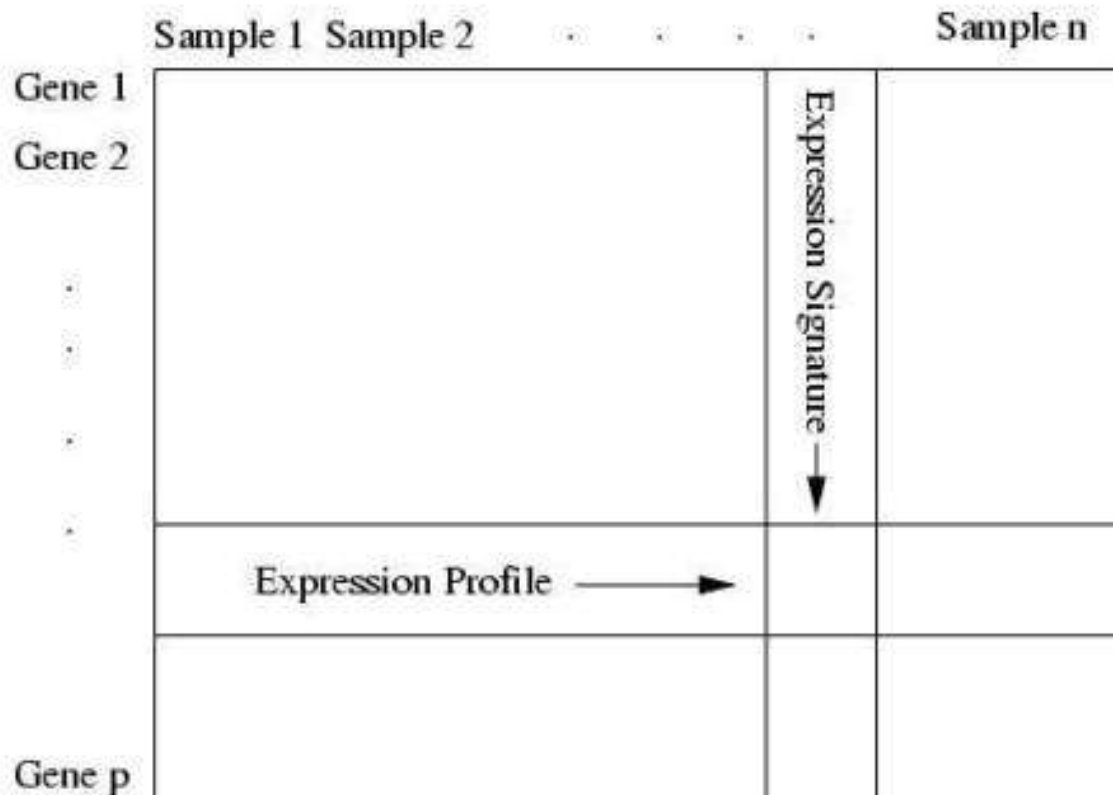 Sample 1 Sample 2 . . . . Sample n
Gene 1
Gene 2
.
.
.
.
Gene p
Expression Signature
Expression Profile